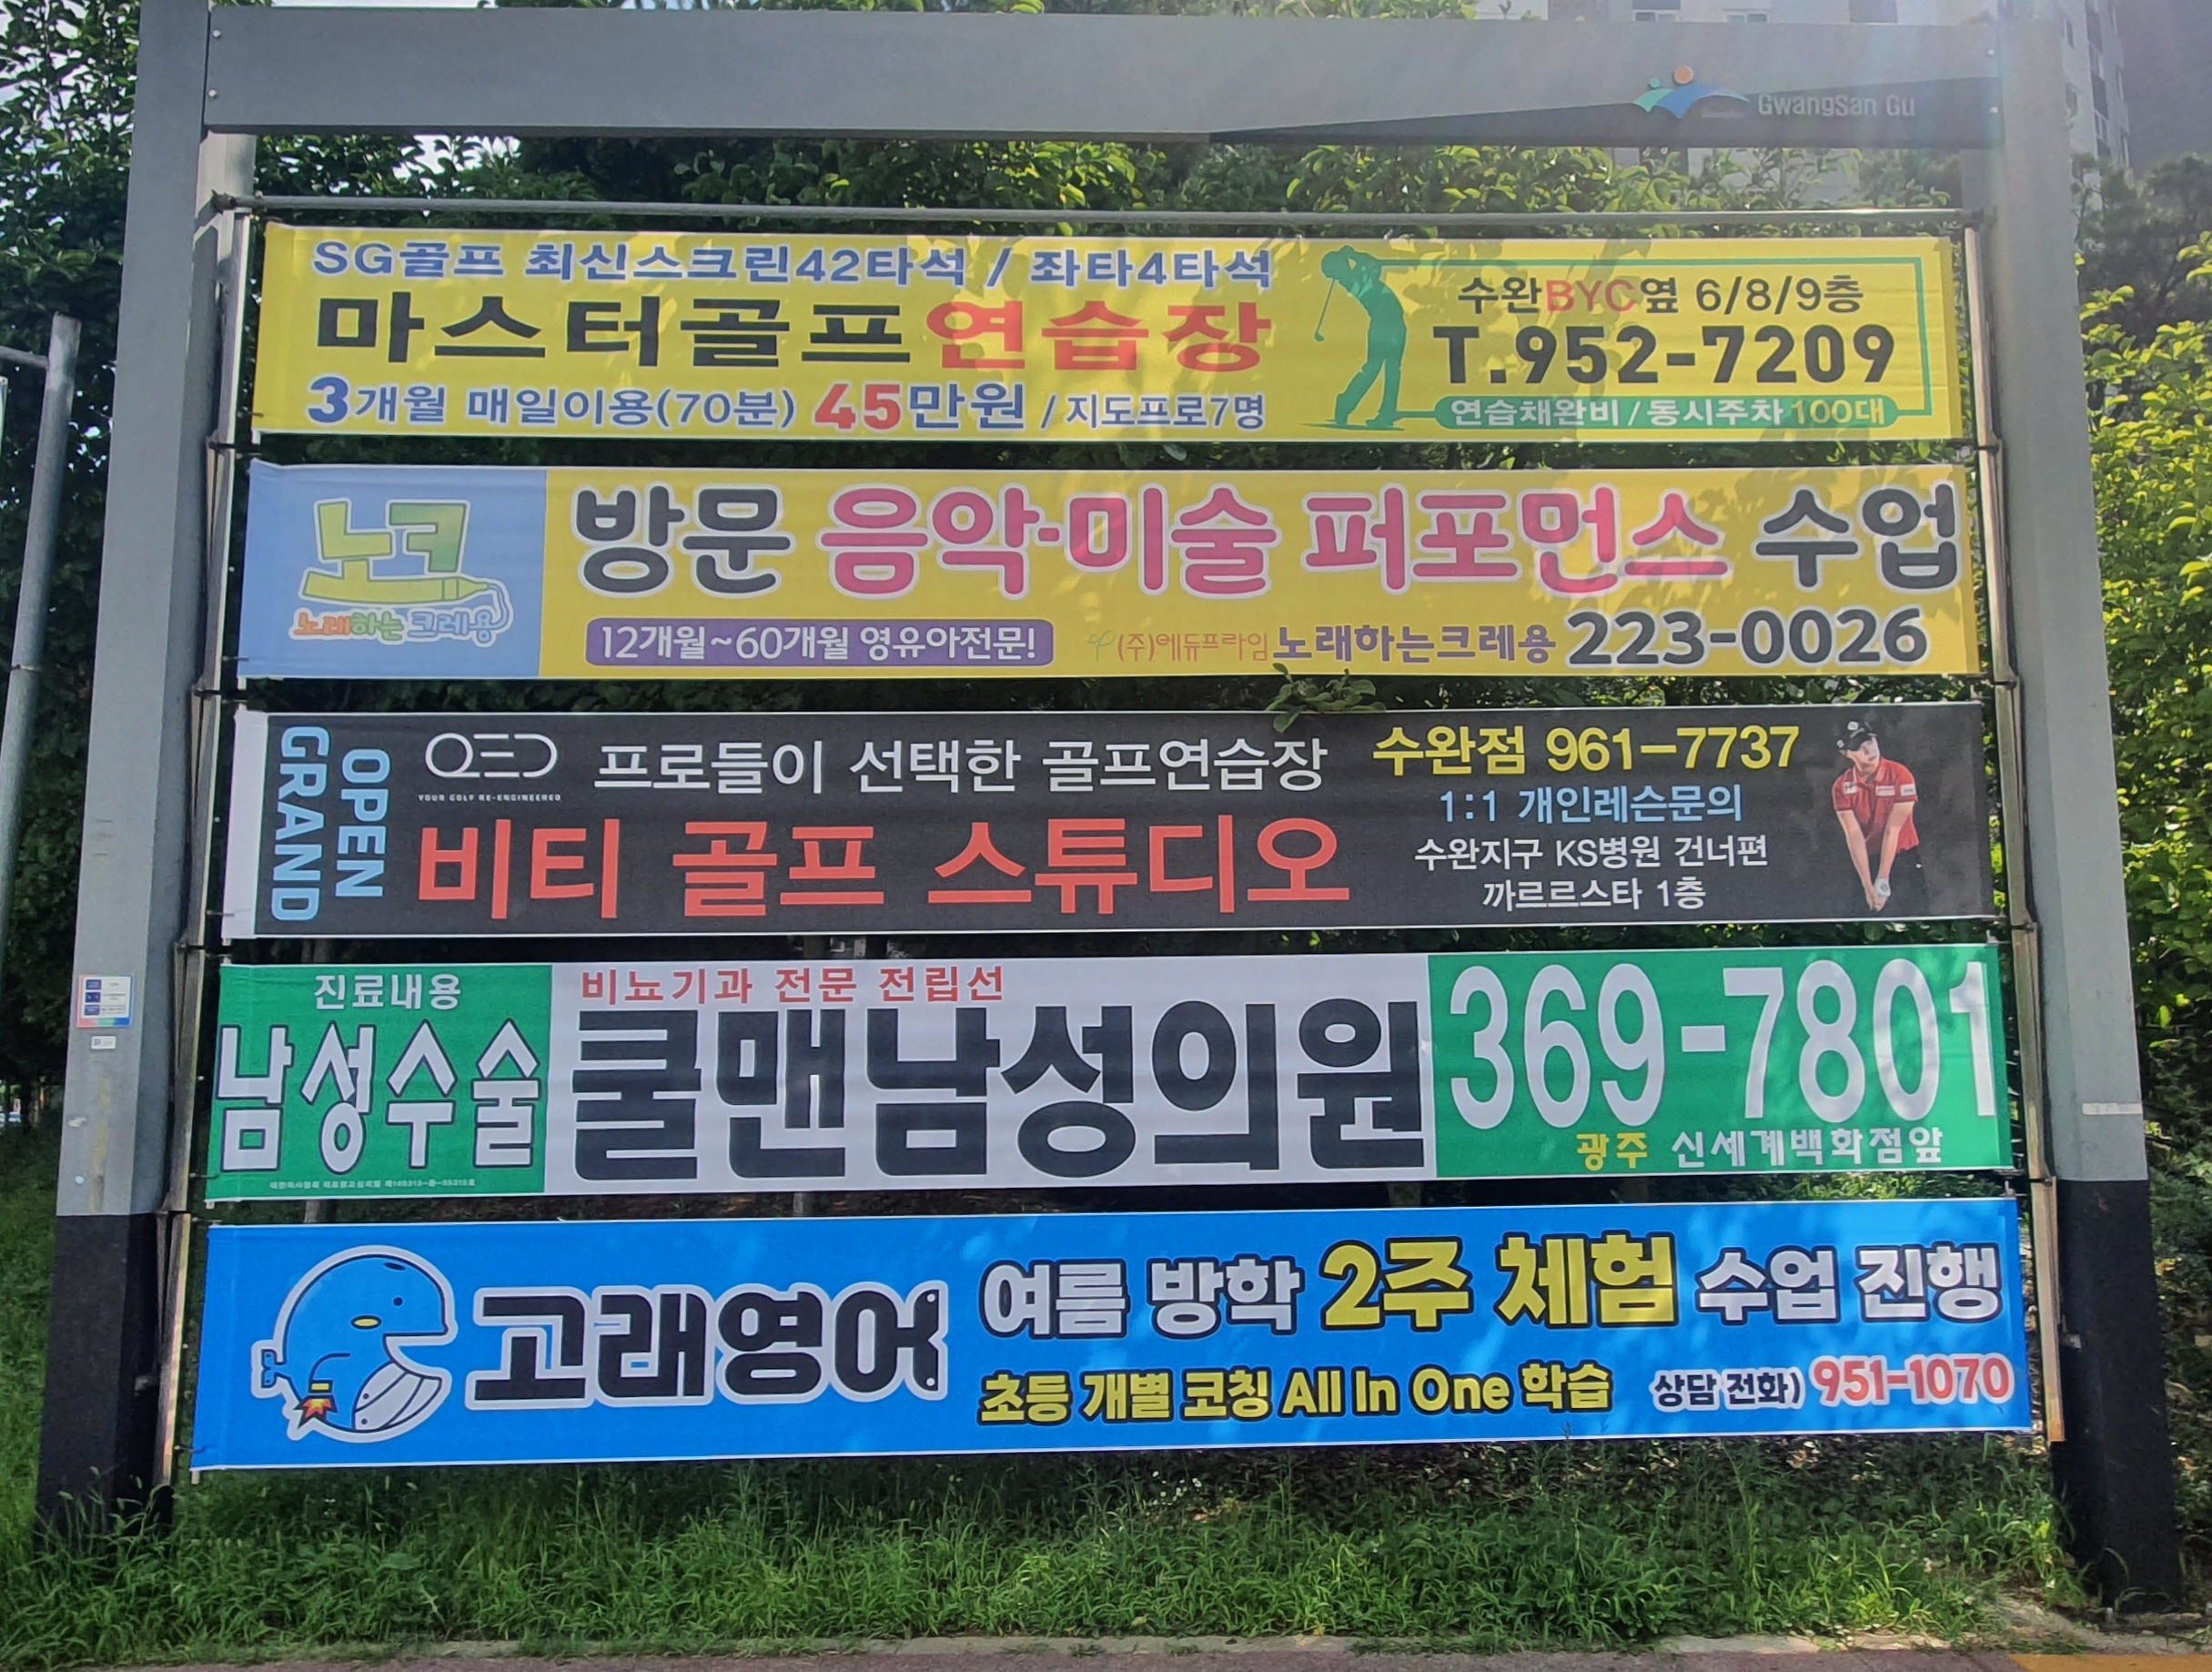 GwangSan Gu
SG골프 최신스크린42타석 / 좌타4타석
마스터골프연습장
3개월 매일이용(70분) 45만원 / 지도프로7명
수완BYC옆 6/8/9층
T.952-7209
연습채완비 / 동시주차100대
노크
노래하는 크레용
방문 음악·미술 퍼포먼스 수업
12개월~60개월 영유아전문!
(주)에듀프라임 노래하는크레용 223-0026
GRAND
OPEN
QED
YOUR GOLF RE-ENGINEERED
프로들이 선택한 골프연습장
비티 골프 스튜디오
수완점 961-7737
1:1 개인레슨문의
수완지구 KS병원 건너편
까르르스타 1층
진료내용
남성수술
비뇨기과 전문 전립선
쿨맨남성의원
369-7801
광주 신세계백화점앞
고래영어
여름 방학 2주 체험 수업 진행
초등 개별 코칭 All In One 학습
상담 전화) 951-1070